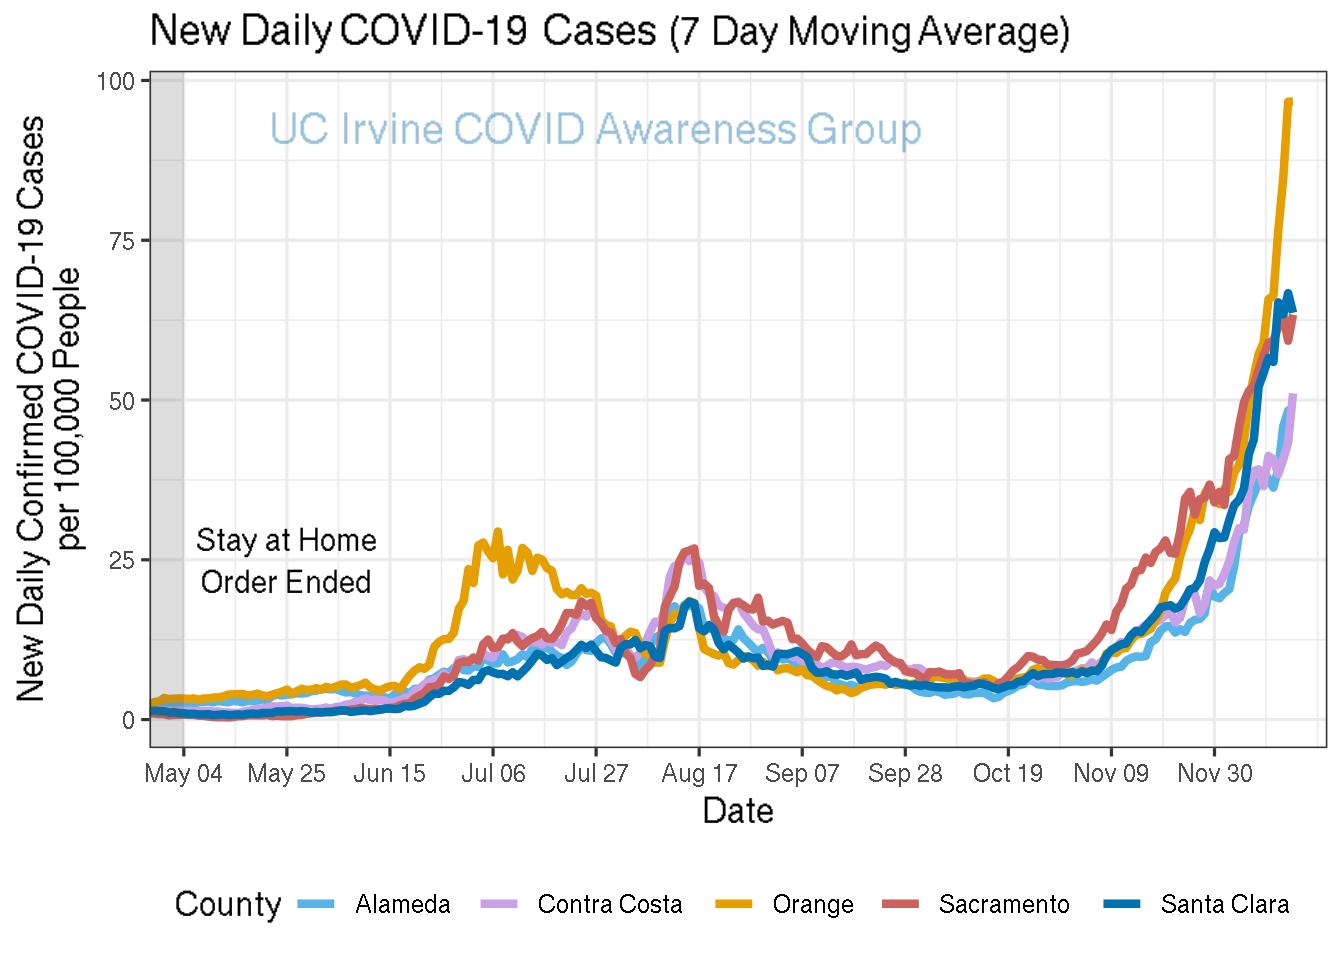 New Daily COVID-19 Cases (7 Day Moving Average)
UC Irvine COVID Awareness Group
New Daily Confirmed COVID-19 Cases
per 100,000 People
100
75
50
25
0
Stay at Home
Order Ended
May 04 May 25 Jun 15 Jul 06 Jul 27 Aug 17 Sep 07 Sep 28 Oct 19 Nov 09 Nov 30
Date
County Alameda Contra Costa Orange Sacramento Santa Clara